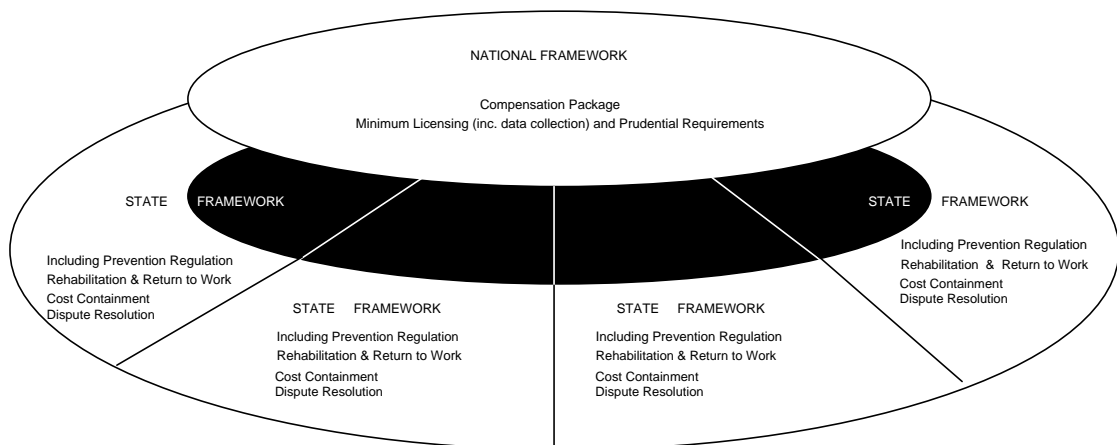 NATIONAL FRAMEWORK
Compensation Package
Minimum Licensing (inc. data collection) and Prudential Requirements
STATE FRAMEWORK
Including Prevention Regulation
Rehabilitation & Return to Work
Cost Containment
Dispute Resolution
STATE FRAMEWORK
Including Prevention Regulation
Rehabilitation & Return to Work
Cost Containment
Dispute Resolution
STATE FRAMEWORK
Including Prevention Regulation
Rehabilitation & Return to Work
Cost Containment
Dispute Resolution
STATE FRAMEWORK
Including Prevention Regulation
Rehabilitation & Return to Work
Cost Containment
Dispute Resolution